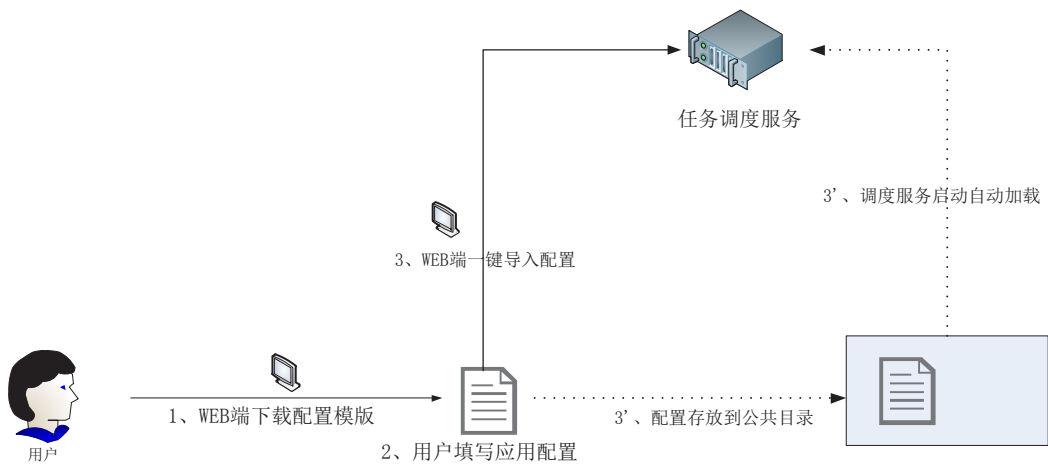 任务调度服务
3'、调度服务启动自动加载
3、WEB端一键导入配置
1、WEB端下载配置模版
3'、配置存放到公共目录
用户
2、用户填写应用配置